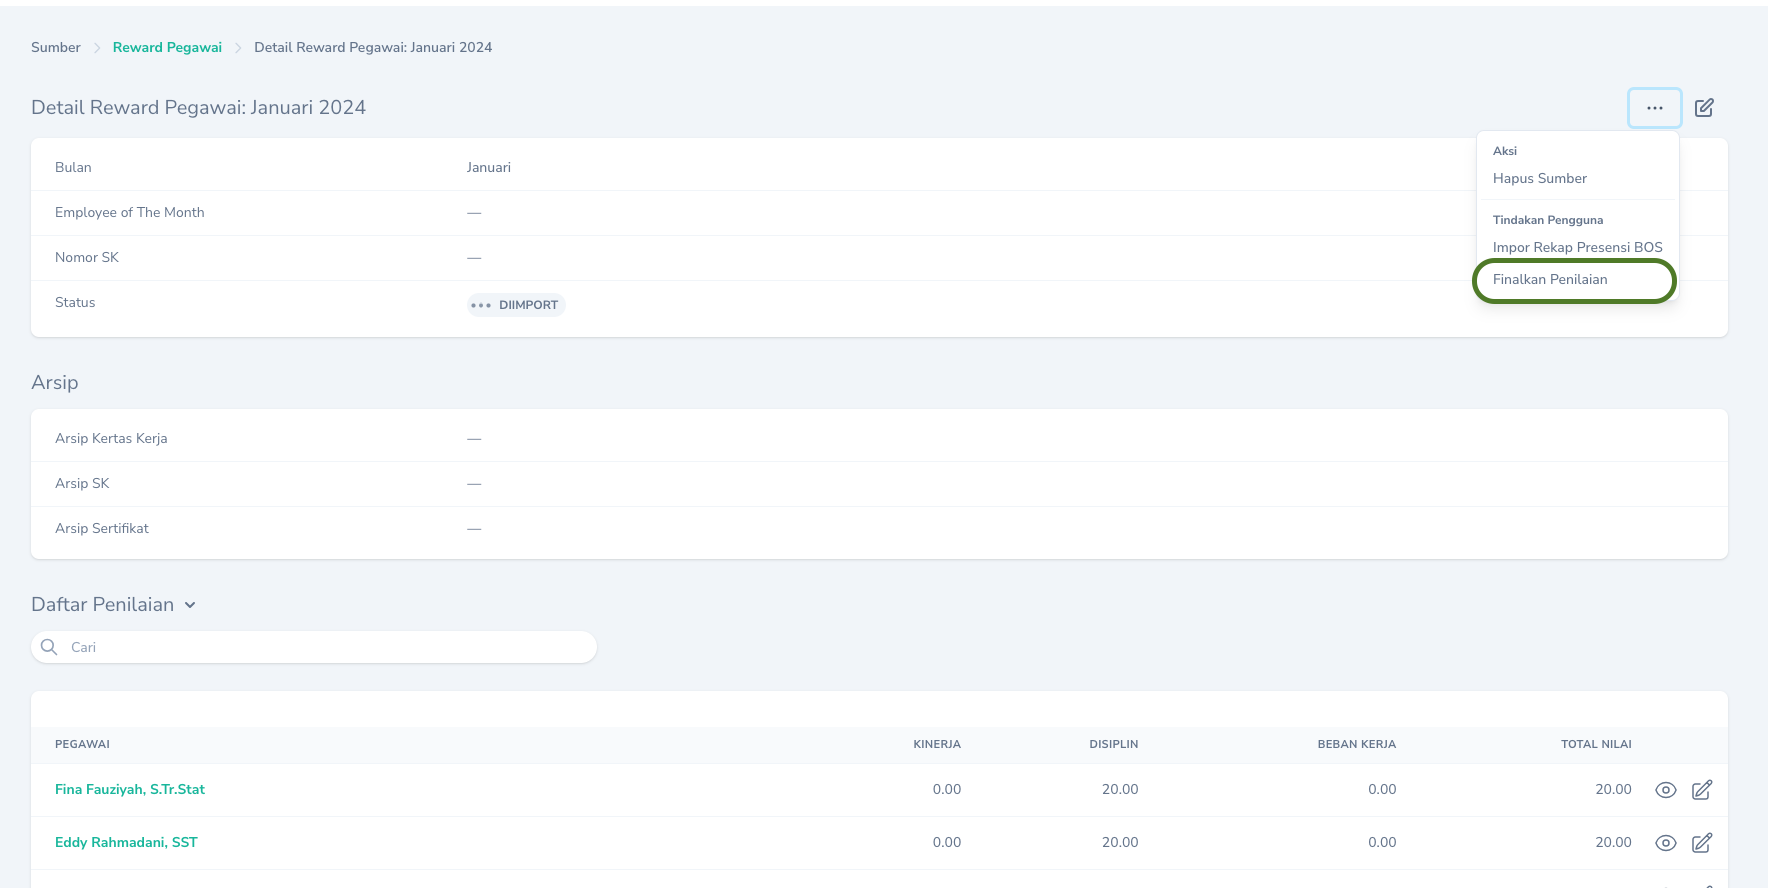 Sumber > Reward Pegawai > Detail Reward Pegawai: Januari 2024
Detail Reward Pegawai: Januari 2024
Aksi
Hapus Sumber
Tindakan Pengguna
Impor Rekap Presensi BOS
Finalkan Penilaian
Bulan Januari
Employee of The Month —
Nomor SK —
Status DIIMPORT
Arsip
Arsip Kertas Kerja —
Arsip SK —
Arsip Sertifikat —
Daftar Penilaian
Cari
PEGAWAI KINERJA DISIPLIN BEBAN KERJA TOTAL NILAI
Fina Fauziyah, S.Tr.Stat 0.00 20.00 0.00 20.00
Eddy Rahmadani, SST 0.00 20.00 0.00 20.00